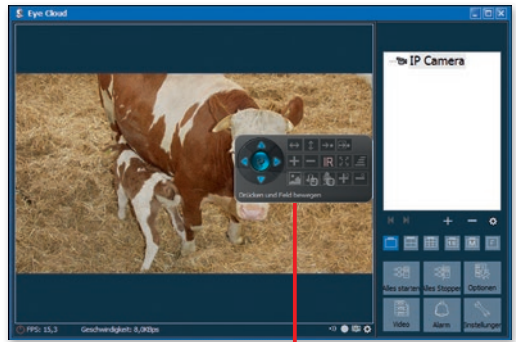 Eye Cloud
IP Camera
IR
Drücken und Feld bewegen
Alles starten
Alles Stoppen
Optionen
Video
Alarm
Einstellungen
FPS: 15,3
Geschwindigkeit: 8,0KBps